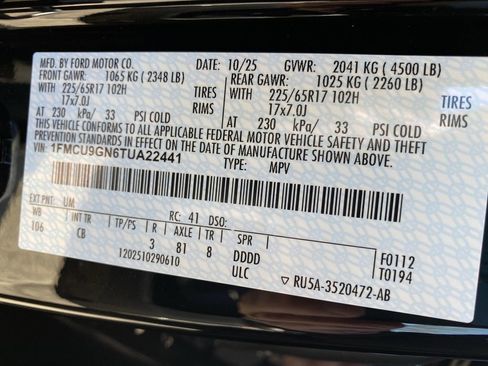 MFD. BY FORD MOTOR CO. DATE: 10/25 GVWR: 2041 KG ( 4500 LB)
FRONT GAWR: 1065 KG ( 2348 LB) REAR GAWR: 1025 KG ( 2260 LB)
WITH 225/65R17 102H TIRES WITH 225/65R17 102H TIRES
17x7.0J RIMS 17x7.0J RIMS
AT 230 kPa/ 33 PSI COLD AT 230 kPa/ 33 PSI COLD
THIS VEHICLE CONFORMS TO ALL APPLICABLE FEDERAL MOTOR VEHICLE SAFETY AND THEFT
PREVENTION STANDARDS IN EFFECT ON THE DATE OF MANUFACTURE SHOWN ABOVE.
VIN: 1FMCU9GN6TUA22441 TYPE: MPV
EXT PNT: UM RC: 41 DSO:
WB INT TR TP/PS R AXLE TR SPR F0112
106 CB 3 81 8 DDDD T0194
1202510290610 ULC RU5A-3520472-AB